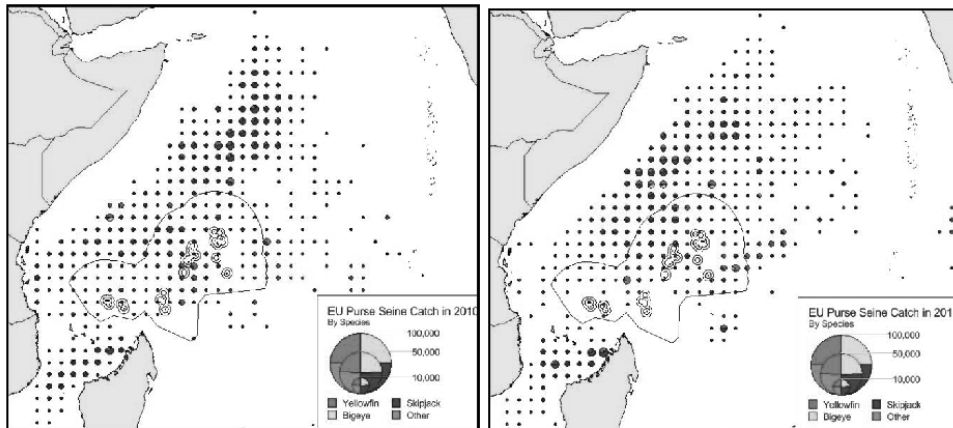 EU Purse Seine Catch in 2010
By Species
100,000
50,000
10,000
Yellowfin
Skipjack
Bigeye
Other
EU Purse Seine Catch in 201
By Species
100,000
50,000
10,000
Yellowfin
Skipjack
Bigeye
Other